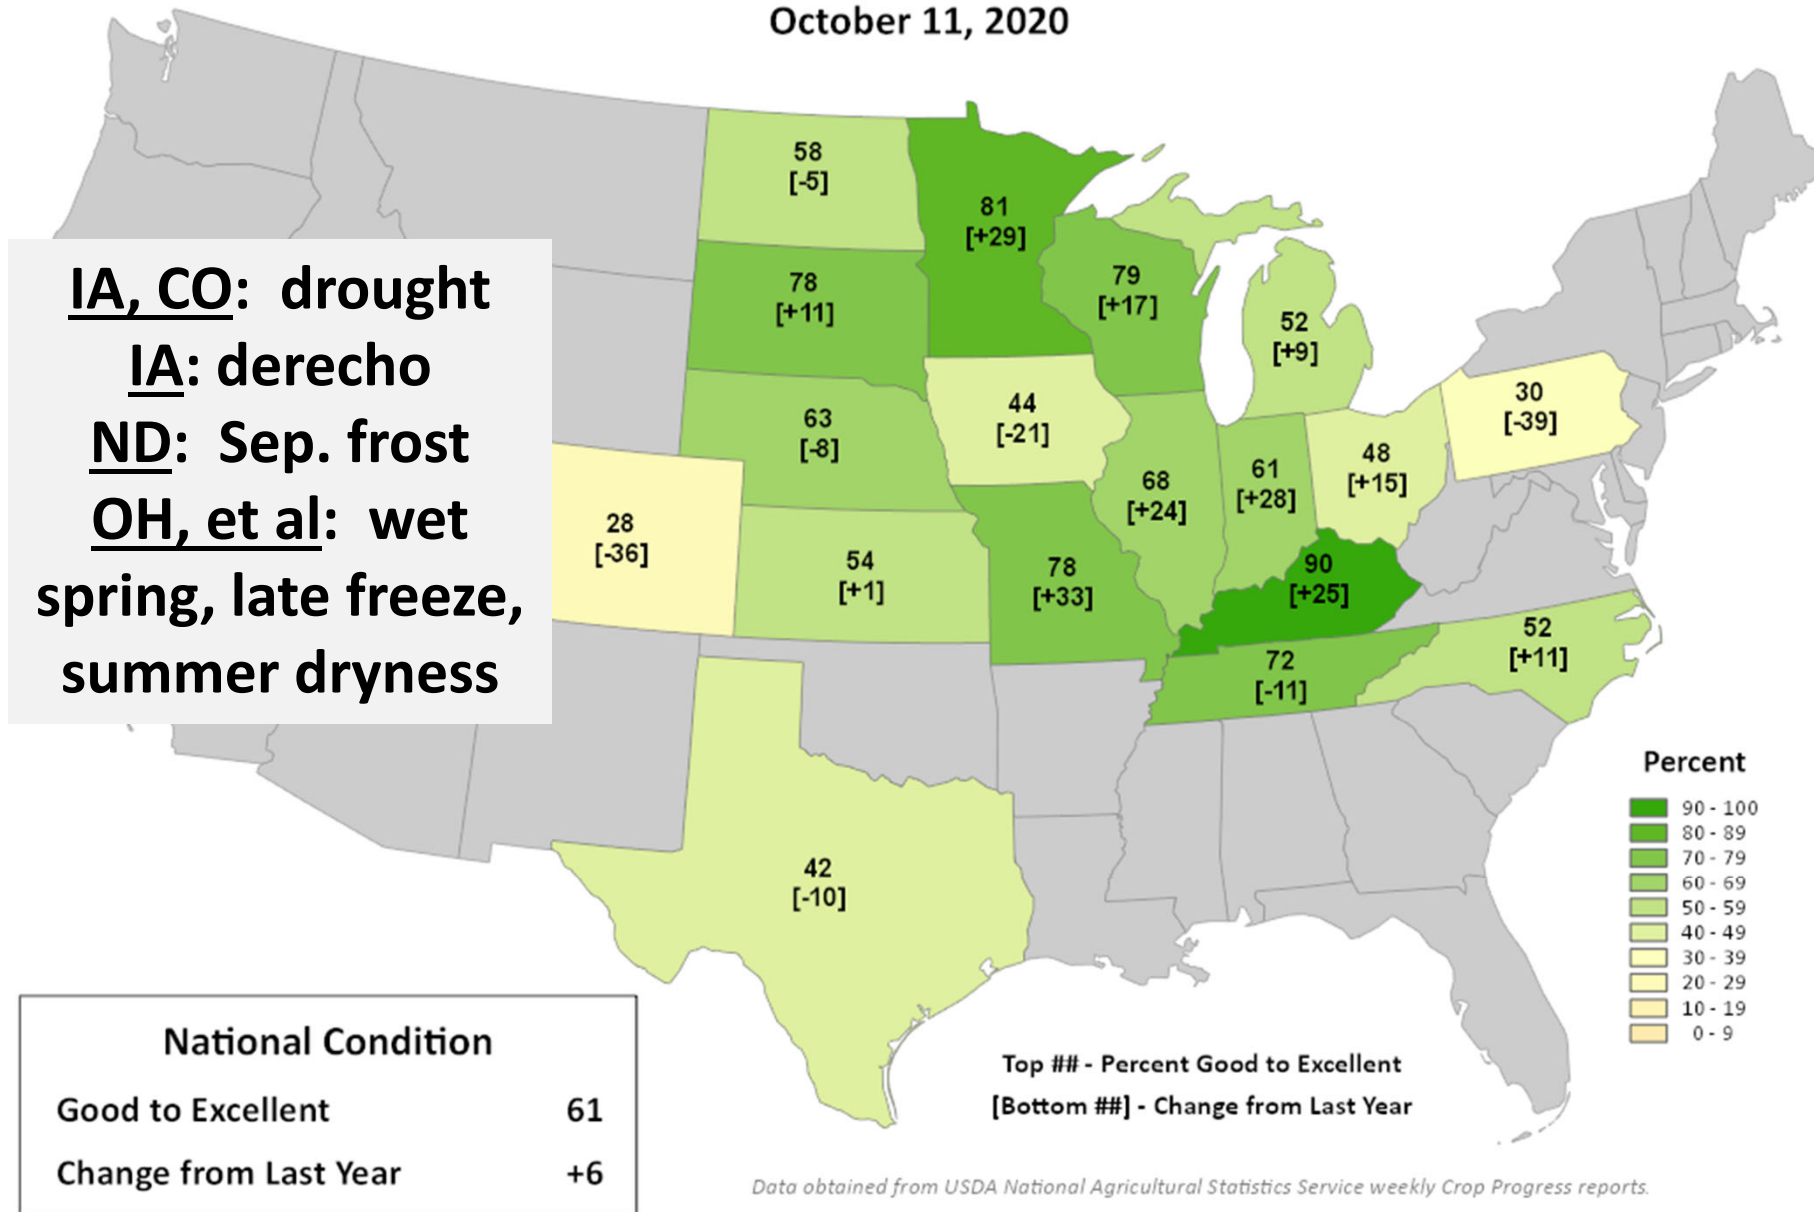 October 11, 2020
58
[-5]
81
[+29]
78
[+11]
79
[+17]
52
[+9]
63
[-8]
44
[-21]
30
[-39]
68
[+24]
61
[+28]
48
[+15]
28
[-36]
54
[+1]
78
[+33]
90
[+25]
72
[-11]
52
[+11]
42
[-10]
IA, CO: drought
IA: derecho
ND: Sep. frost
OH, et al: wet
spring, late freeze,
summer dryness
Percent
90 - 100
80 - 89
70 - 79
60 - 69
50 - 59
40 - 49
30 - 39
20 - 29
10 - 19
0 - 9
National Condition
Good to Excellent 61
Change from Last Year +6
Top ## - Percent Good to Excellent
[Bottom ##] - Change from Last Year
Data obtained from USDA National Agricultural Statistics Service weekly Crop Progress reports.